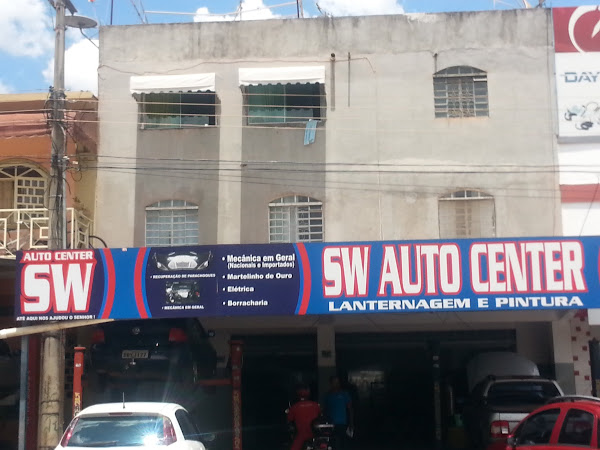 AUTO CENTER
SW
ATÉ AQUI NOS AJUDOU O SENHOR!
• RECUPERAÇÃO DE PARACHOQUES
• MECÂNICA EM GERAL
• Mecânica em Geral
(Nacionais e Importados)
• Martelinho de Ouro
• Elétrica
• Borracharia
SW AUTO CENTER
LANTERNAGEM E PINTURA
DAY